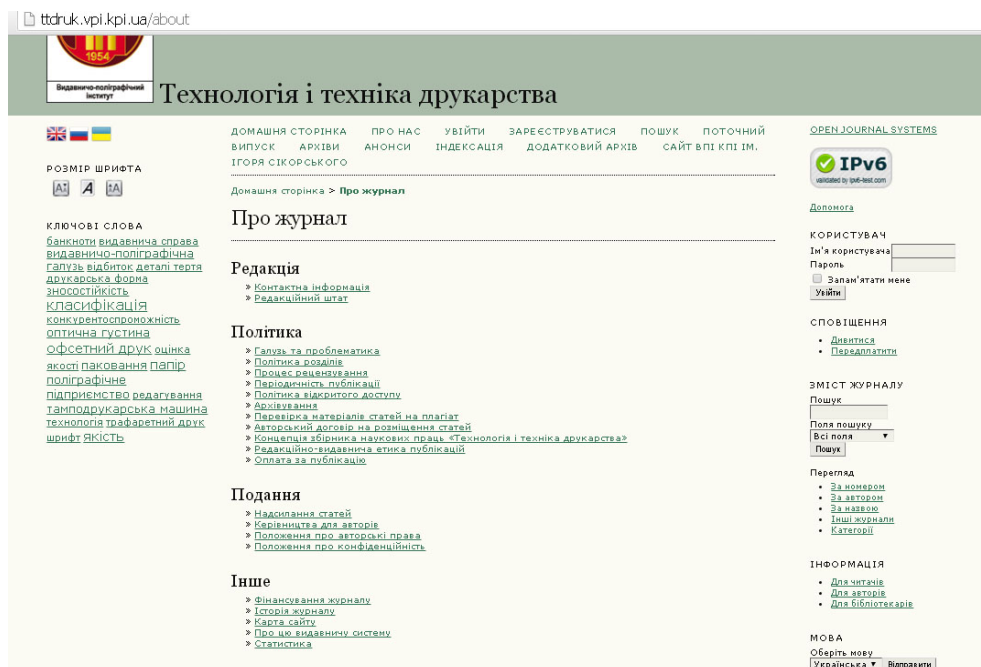 ttdruk.vpi.kpi.ua/about
1954
Видавничо-поліграфічний
інститут
Технологія і техніка друкарства
РОЗМІР ШРИФТА
КЛЮЧОВІ СЛОВА
банкноти видавнича справа
видавничо-поліграфічна
галузь відбиток деталі тертя
друкарська форма
зносостійкість
класифікація
конкурентоспроможність
оптична густина
офсетний друк оцінка
якості паковання папір
поліграфічне
підприємство редагування
тамподрукарська машина
технологія трафаретний друк
шрифт якість
ДОМАШНЯ СТОРІНКА ПРО НАС УВІЙТИ ЗАРЕЄСТРУВАТИСЯ ПОШУК ПОТОЧНИЙ
ВИПУСК АРХІВИ АНОНСИ ІНДЕКСАЦІЯ ДОДАТКОВИЙ АРХІВ САЙТ ВПІ КПІ ІМ.
ІГОРЯ СІКОРСЬКОГО
Домашня сторінка > Про журнал
Про журнал
Редакція
» Контактна інформація
» Редакційний штат
Політика
» Галузь та проблематика
» Політика розділів
» Процес рецензування
» Періодичність публікації
» Політика відкритого доступу
» Архівування
» Перевірка матеріалів статей на плагіат
» Авторський договір на розміщення статей
» Концепція збірника наукових праць «Технологія і техніка друкарства»
» Редакційно-видавнича етика публікацій
» Оплата за публікацію
Подання
» Надсилання статей
» Керівництва для авторів
» Положення про авторські права
» Положення про конфіденційність
Інше
» Фінансування журналу
» Історія журналу
» Карта сайту
» Про цю видавничу систему
» Статистика
OPEN JOURNAL SYSTEMS
IPv6
validated by ipv6-test.com
Допомога
КОРИСТУВАЧ
Ім'я користувача
Пароль
Запам'ятати мене
Увійти
СПОВІЩЕННЯ
Дивитися
Передплатити
ЗМІСТ ЖУРНАЛУ
Пошук
Поля пошуку
Всі поля
Пошук
Перегляд
За номером
За автором
За назвою
Інші журнали
Категорії
ІНФОРМАЦІЯ
Для читачів
Для авторів
Для бібліотекарів
МОВА
Оберіть мову
Українська Відправити